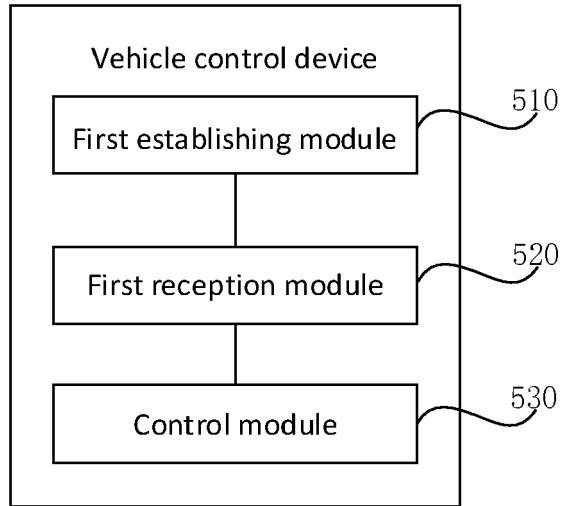 Vehicle control device
First establishing module
510
First reception module
520
Control module
530